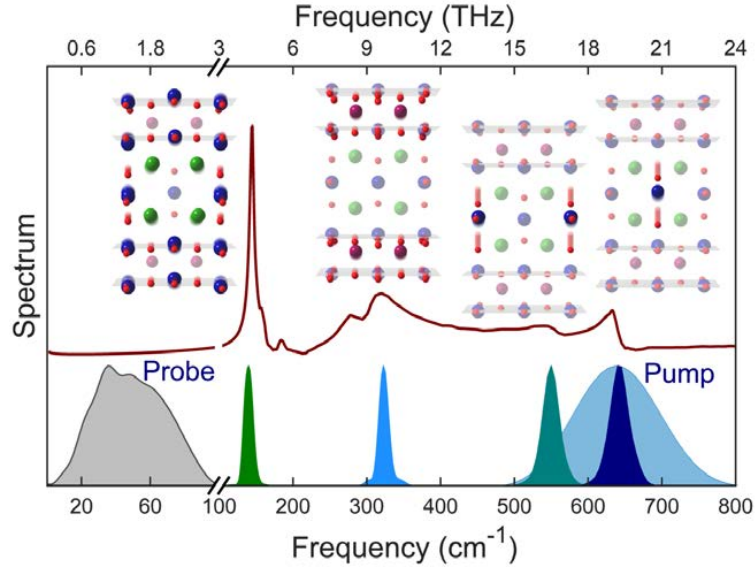 Frequency (THz)
0.6 1.8 3 6 9 12 15 18 21 24
Spectrum
Probe
Pump
20 60 100 200 300 400 500 600 700 800
Frequency (cm⁻¹)